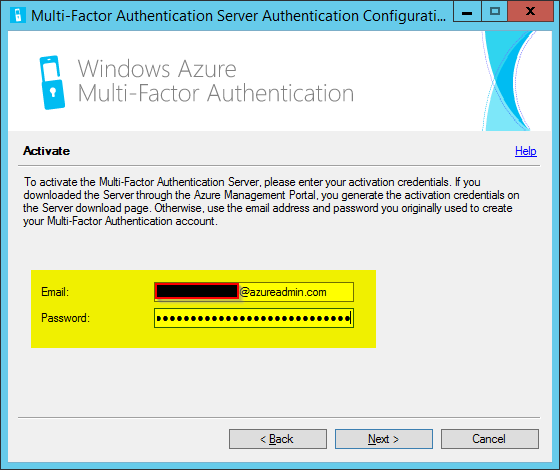 Multi-Factor Authentication Server Authentication Configurati...
Windows Azure
Multi-Factor Authentication
Activate
Help
To activate the Multi-Factor Authentication Server, please enter your activation credentials. If you
downloaded the Server through the Azure Management Portal, you generate the activation credentials on
the Server download page. Otherwise, use the email address and password you originally used to create
your Multi-Factor Authentication account.
Email:
@azureadmin.com
Password:
< Back
Next >
Cancel